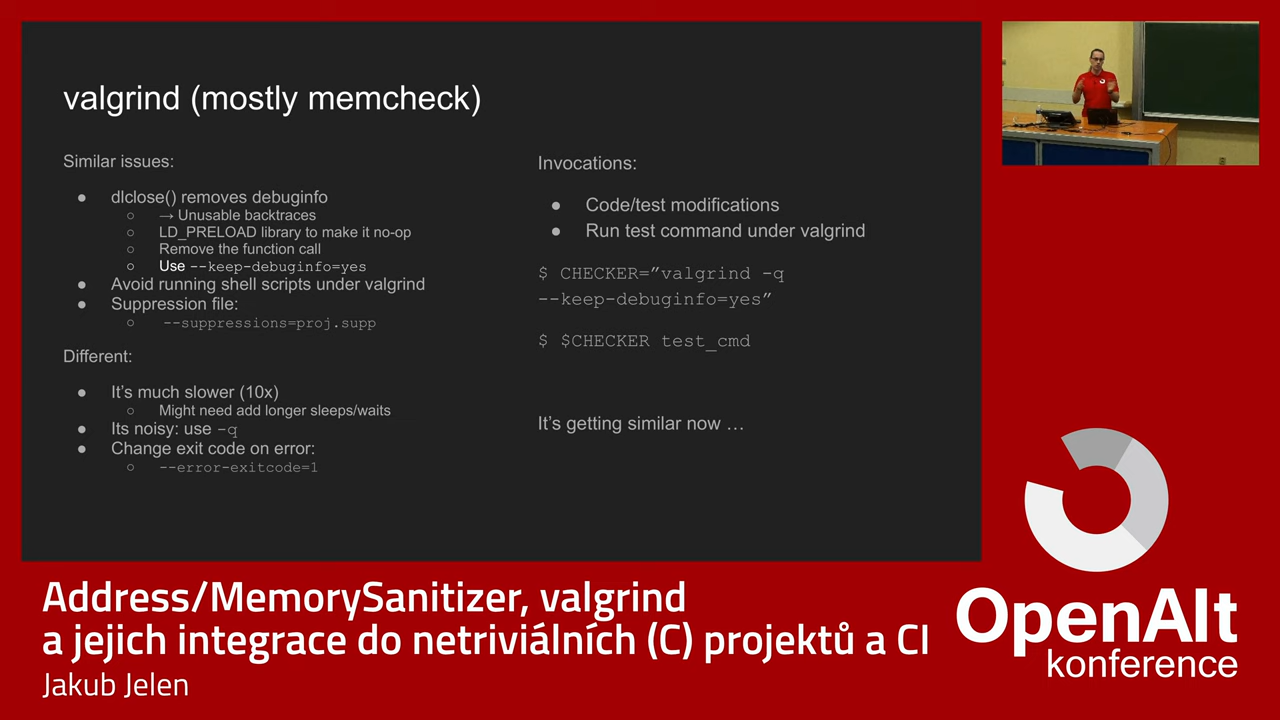 valgrind (mostly memcheck)
Similar issues:
● dlclose() removes debuginfo
○ → Unusable backtraces
○ LD_PRELOAD library to make it no-op
○ Remove the function call
○ Use --keep-debuginfo=yes
● Avoid running shell scripts under valgrind
● Suppression file:
○ --suppressions=proj.supp
Different:
● It’s much slower (10x)
○ Might need add longer sleeps/waits
● Its noisy: use -q
● Change exit code on error:
○ --error-exitcode=1
Invocations:
● Code/test modifications
● Run test command under valgrind
$ CHECKER=”valgrind -q
--keep-debuginfo=yes”
$ $CHECKER test_cmd
It’s getting similar now …
Address/MemorySanitizer, valgrind
a jejich integrace do netriviálních (C) projektů a CI
Jakub Jelen
OpenAlt
konference